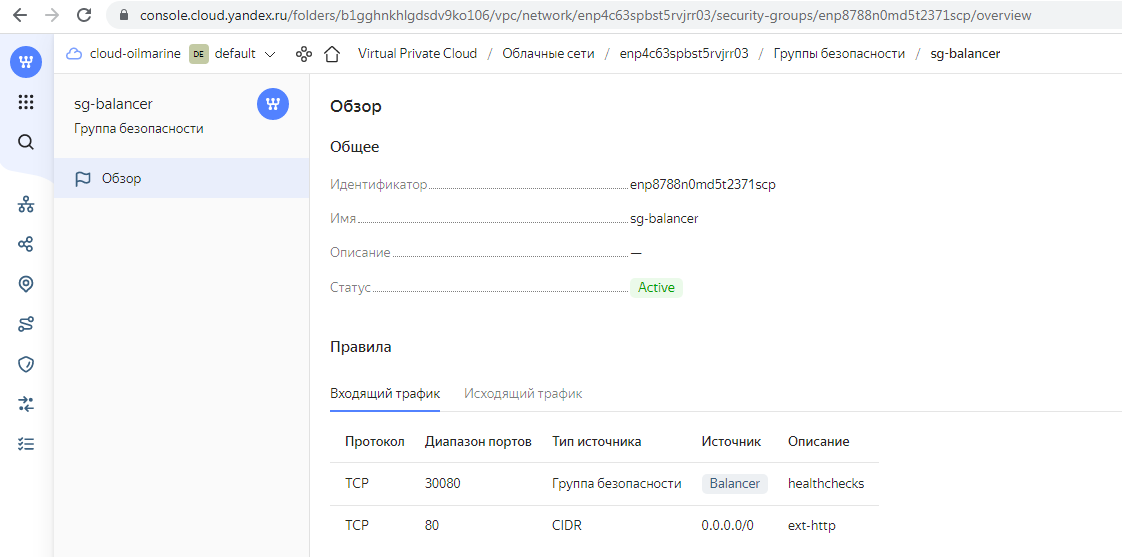 console.cloud.yandex.ru/folders/b1gghnkhlgdsdv9ko106/vpc/network/enp4c63spbst5rvjrr03/security-groups/enp8788n0md5t2371scp/overview
cloud-oilmarine DE default Virtual Private Cloud / Облачные сети / enp4c63spbst5rvjrr03 / Группы безопасности / sg-balancer
sg-balancer
Группа безопасности
Обзор
Обзор
Общее
Идентификатор enp8788n0md5t2371scp
Имя sg-balancer
Описание —
Статус Active
Правила
Входящий трафик Исходящий трафик
Протокол Диапазон портов Тип источника Источник Описание
TCP 30080 Группа безопасности Balancer healthchecks
TCP 80 CIDR 0.0.0.0/0 ext-http